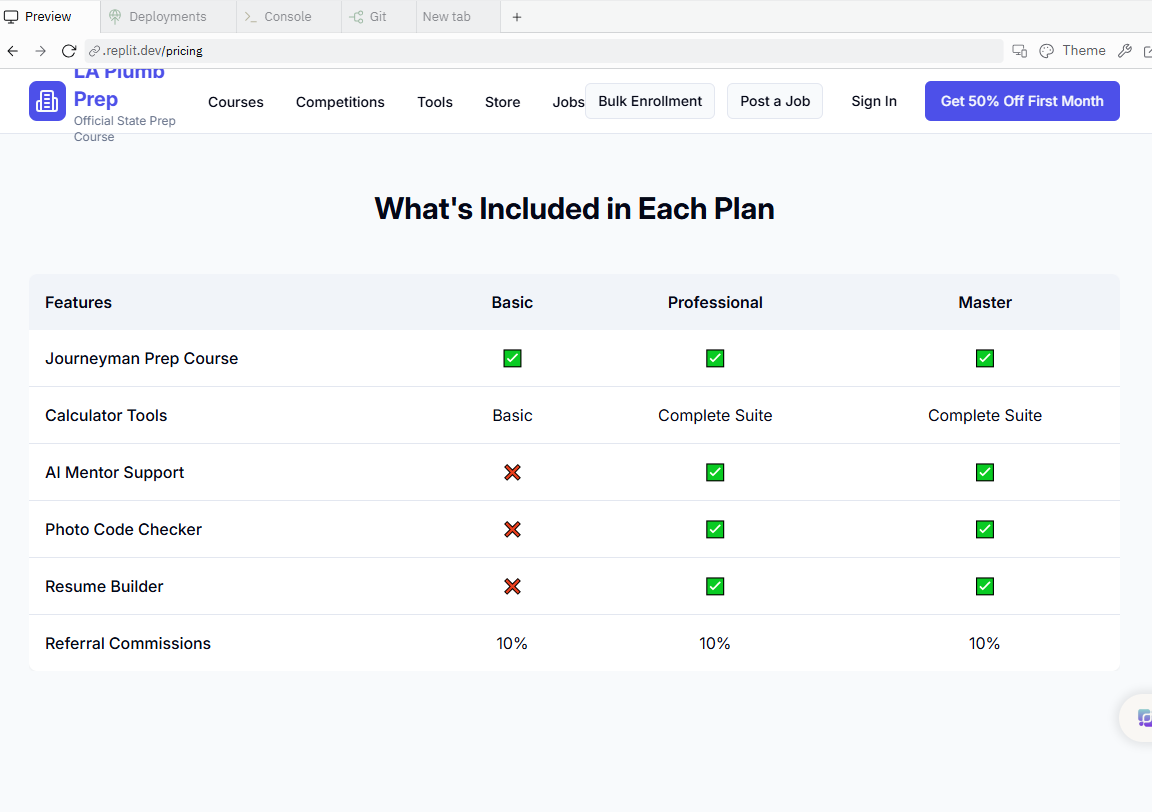 Preview
Deployments
Console
Git
New tab
.replit.dev/pricing
Theme
LA Plumb
Prep
Official State Prep
Course
Courses
Competitions
Tools
Store
Jobs
Bulk Enrollment
Post a Job
Sign In
Get 50% Off First Month
What's Included in Each Plan
Features Basic Professional Master
Journeyman Prep Course ✅ ✅ ✅
Calculator Tools Basic Complete Suite Complete Suite
AI Mentor Support ❌ ✅ ✅
Photo Code Checker ❌ ✅ ✅
Resume Builder ❌ ✅ ✅
Referral Commissions 10% 10% 10%